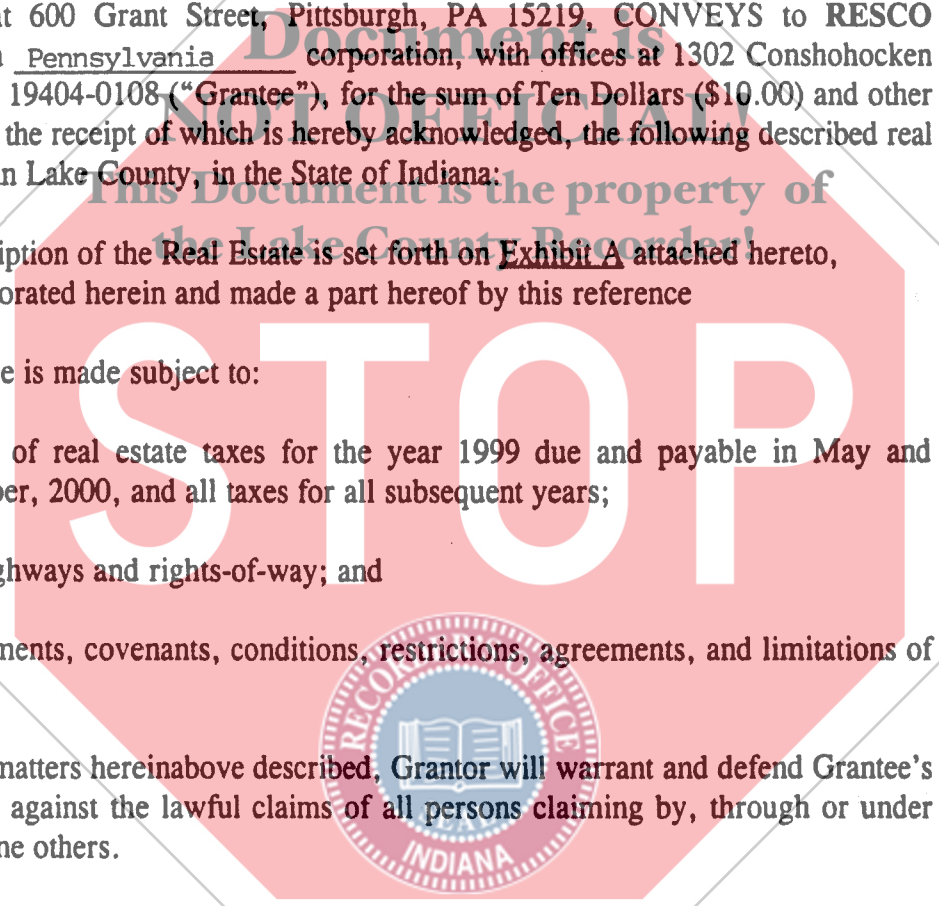 t 600 Grant Street, Pittsburgh, PA 15219, CONVEYS to RESCO
Pennsylvania corporation, with offices at 1302 Conshohocken
19404-0108 ("Grantee"), for the sum of Ten Dollars ($10.00) and other
the receipt of which is hereby acknowledged, the following described real
n Lake County, in the State of Indiana:
iption of the Real Estate is set forth on Exhibit A attached hereto,
orated herein and made a part hereof by this reference
e is made subject to:
of real estate taxes for the year 1999 due and payable in May and
er, 2000, and all taxes for all subsequent years;
ghways and rights-of-way; and
ments, covenants, conditions, restrictions, agreements, and limitations of
matters hereinabove described, Grantor will warrant and defend Grantee's
against the lawful claims of all persons claiming by, through or under
ne others.
Document is
NOT OFFICIAL!
This Document is the property of
the Lake County Recorder!
STOP
RECORDER'S OFFICE
SEAL
INDIANA